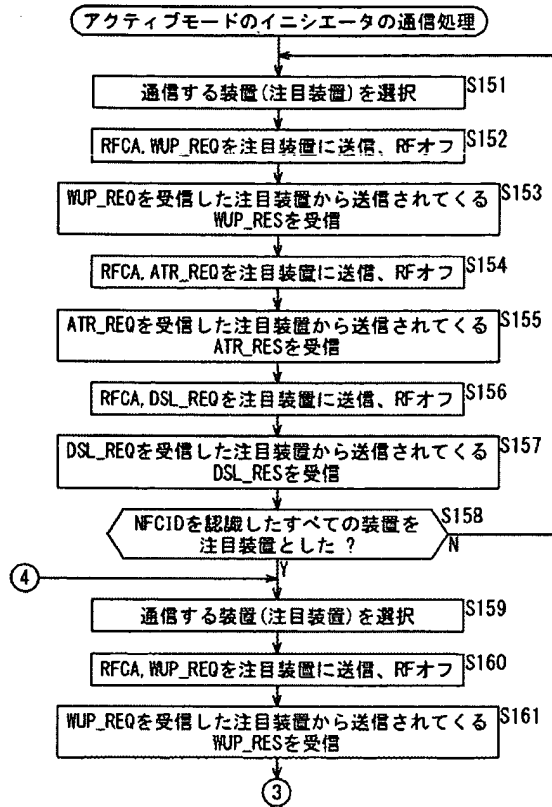 アクティブモードのイニシエータの通信処理
通信する装置(注目装置)を選択
S151
RFCA,WUP_REQを注目装置に送信、RFオフ
S152
WUP_REQを受信した注目装置から送信されてくる
WUP_RESを受信
S153
RFCA,ATR_REQを注目装置に送信、RFオフ
S154
ATR_REQを受信した注目装置から送信されてくる
ATR_RESを受信
S155
RFCA,DSL_REQを注目装置に送信、RFオフ
S156
DSL_REQを受信した注目装置から送信されてくる
DSL_RESを受信
S157
NFCIDを認識したすべての装置を
注目装置とした ?
S158
N
Y
4
通信する装置(注目装置)を選択
S159
RFCA,WUP_REQを注目装置に送信、RFオフ
S160
WUP_REQを受信した注目装置から送信されてくる
WUP_RESを受信
S161
3